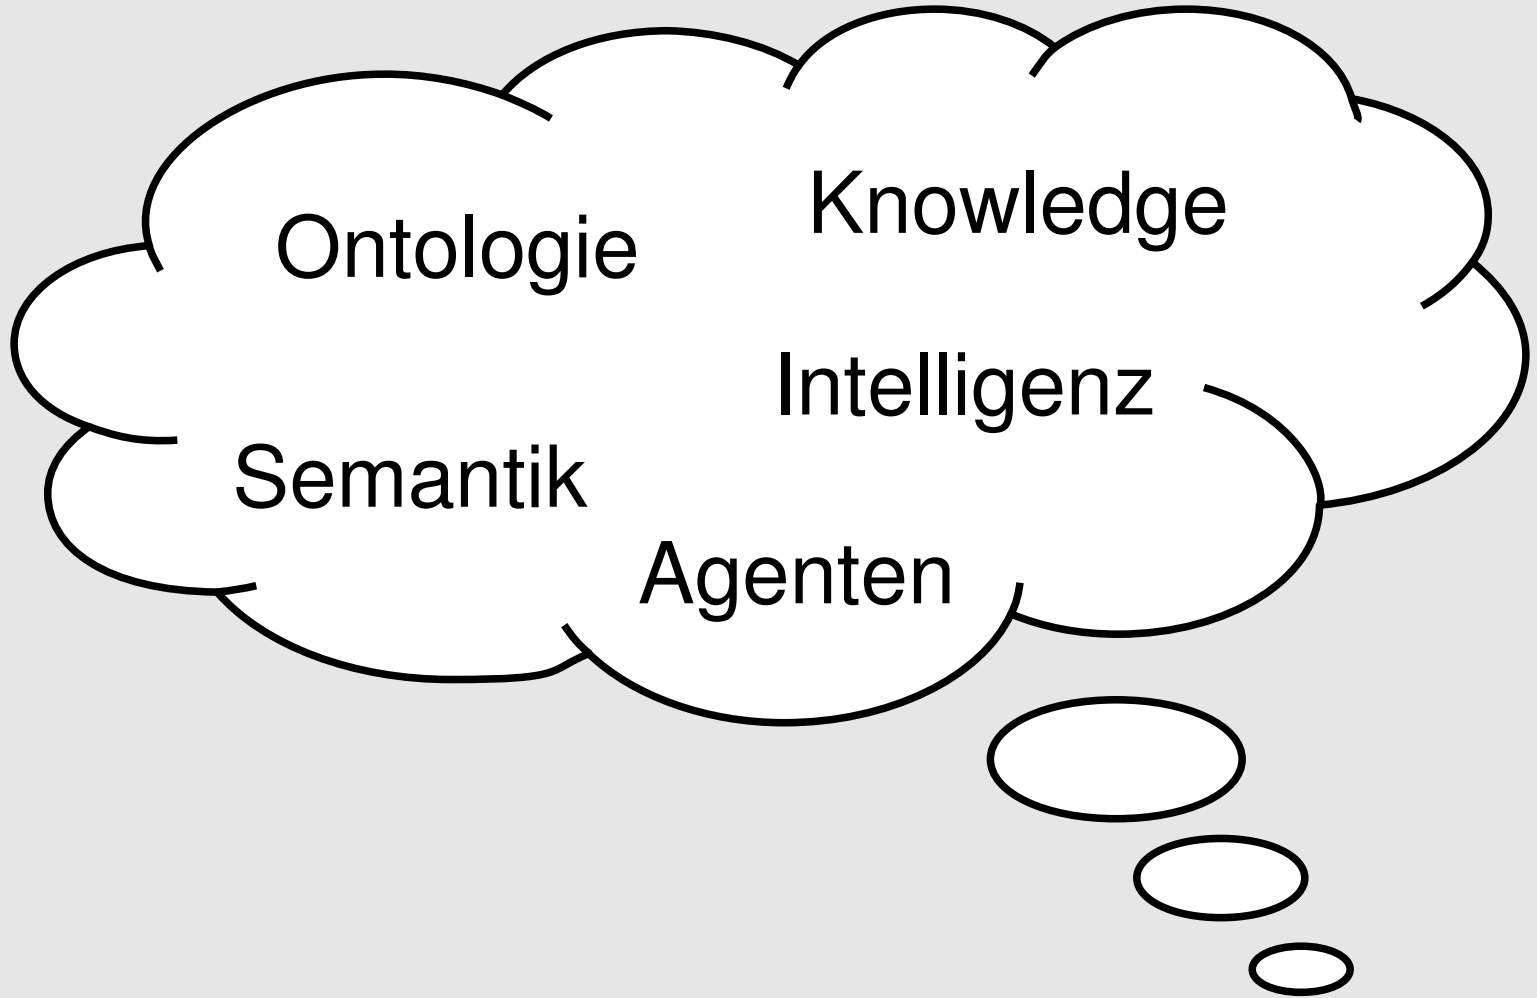 Knowledge
Ontologie
Intelligenz
Semantik
Agenten